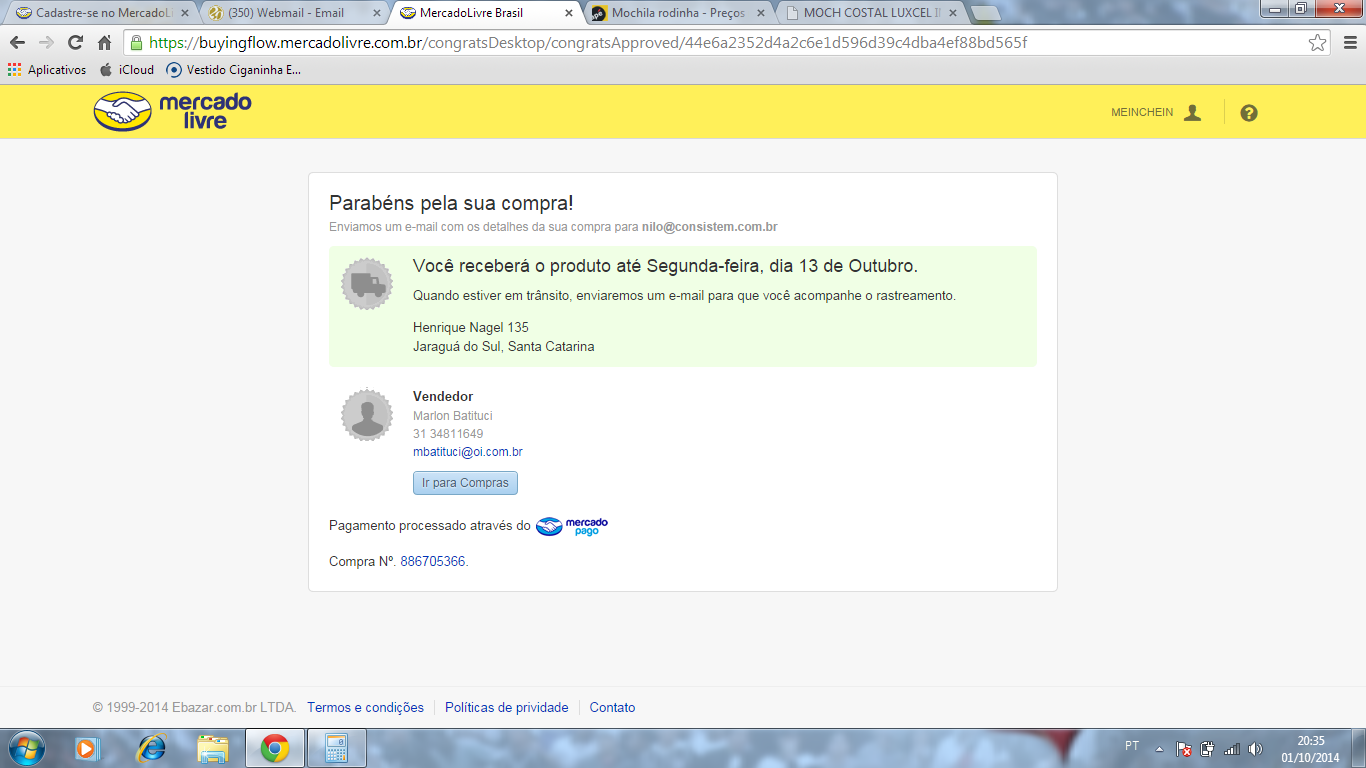 Cadastre-se no MercadoLi
(350) Webmail - Email
MercadoLivre Brasil
Mochila rodinha - Preços
MOCH COSTAL LUXCEL I
https://buyingflow.mercadolivre.com.br/congratsDesktop/congratsApproved/44e6a2352d4a2c6e1d596d39c4dba4ef88bd565f
Aplicativos
iCloud
Vestido Ciganinha E...
mercado
livre
MEINCHEIN
?
Parabéns pela sua compra!
Enviamos um e-mail com os detalhes da sua compra para nilo@consistem.com.br
Você receberá o produto até Segunda-feira, dia 13 de Outubro.
Quando estiver em trânsito, enviaremos um e-mail para que você acompanhe o rastreamento.
Henrique Nagel 135
Jaraguá do Sul, Santa Catarina
Vendedor
Marlon Batituci
31 34811649
mbatituci@oi.com.br
Ir para Compras
Pagamento processado através do mercado pago
Compra Nº. 886705366.
© 1999-2014 Ebazar.com.br LTDA. Termos e condições Políticas de prividade Contato
PT
20:35
01/10/2014